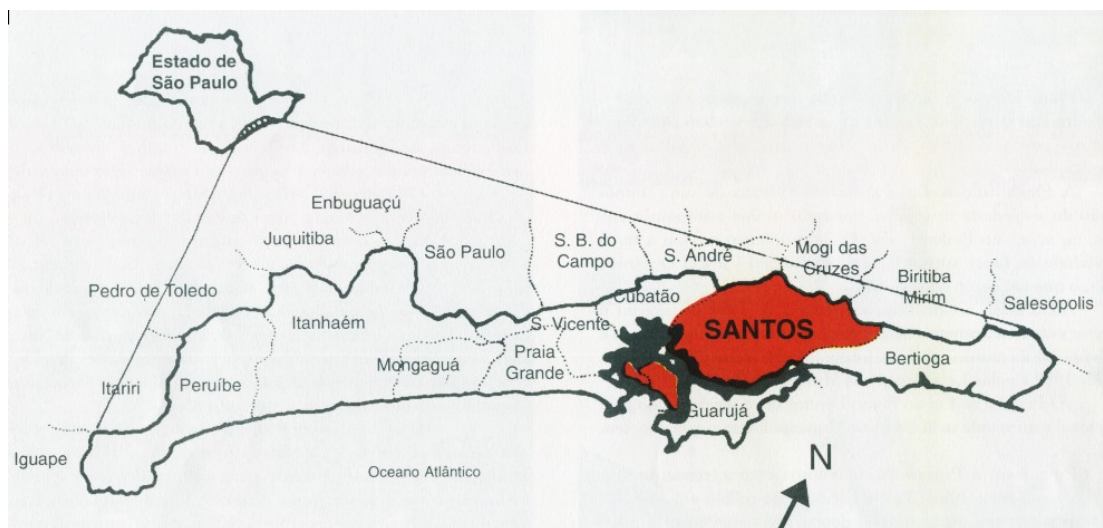 Estado de
São Paulo
Enbuguaçú
Juquitiba
São Paulo
S. B. do
Campo
S. André
Mogi das
Cruzes
Biritiba
Mirim
Salesópolis
Pedro de Toledo
Itanhaém
Cubatão
S. Vicente
SANTOS
Bertioga
Itariri
Peruíbe
Mongaguá
Praia
Grande
Guarujá
Iguape
Oceano Atlântico
N